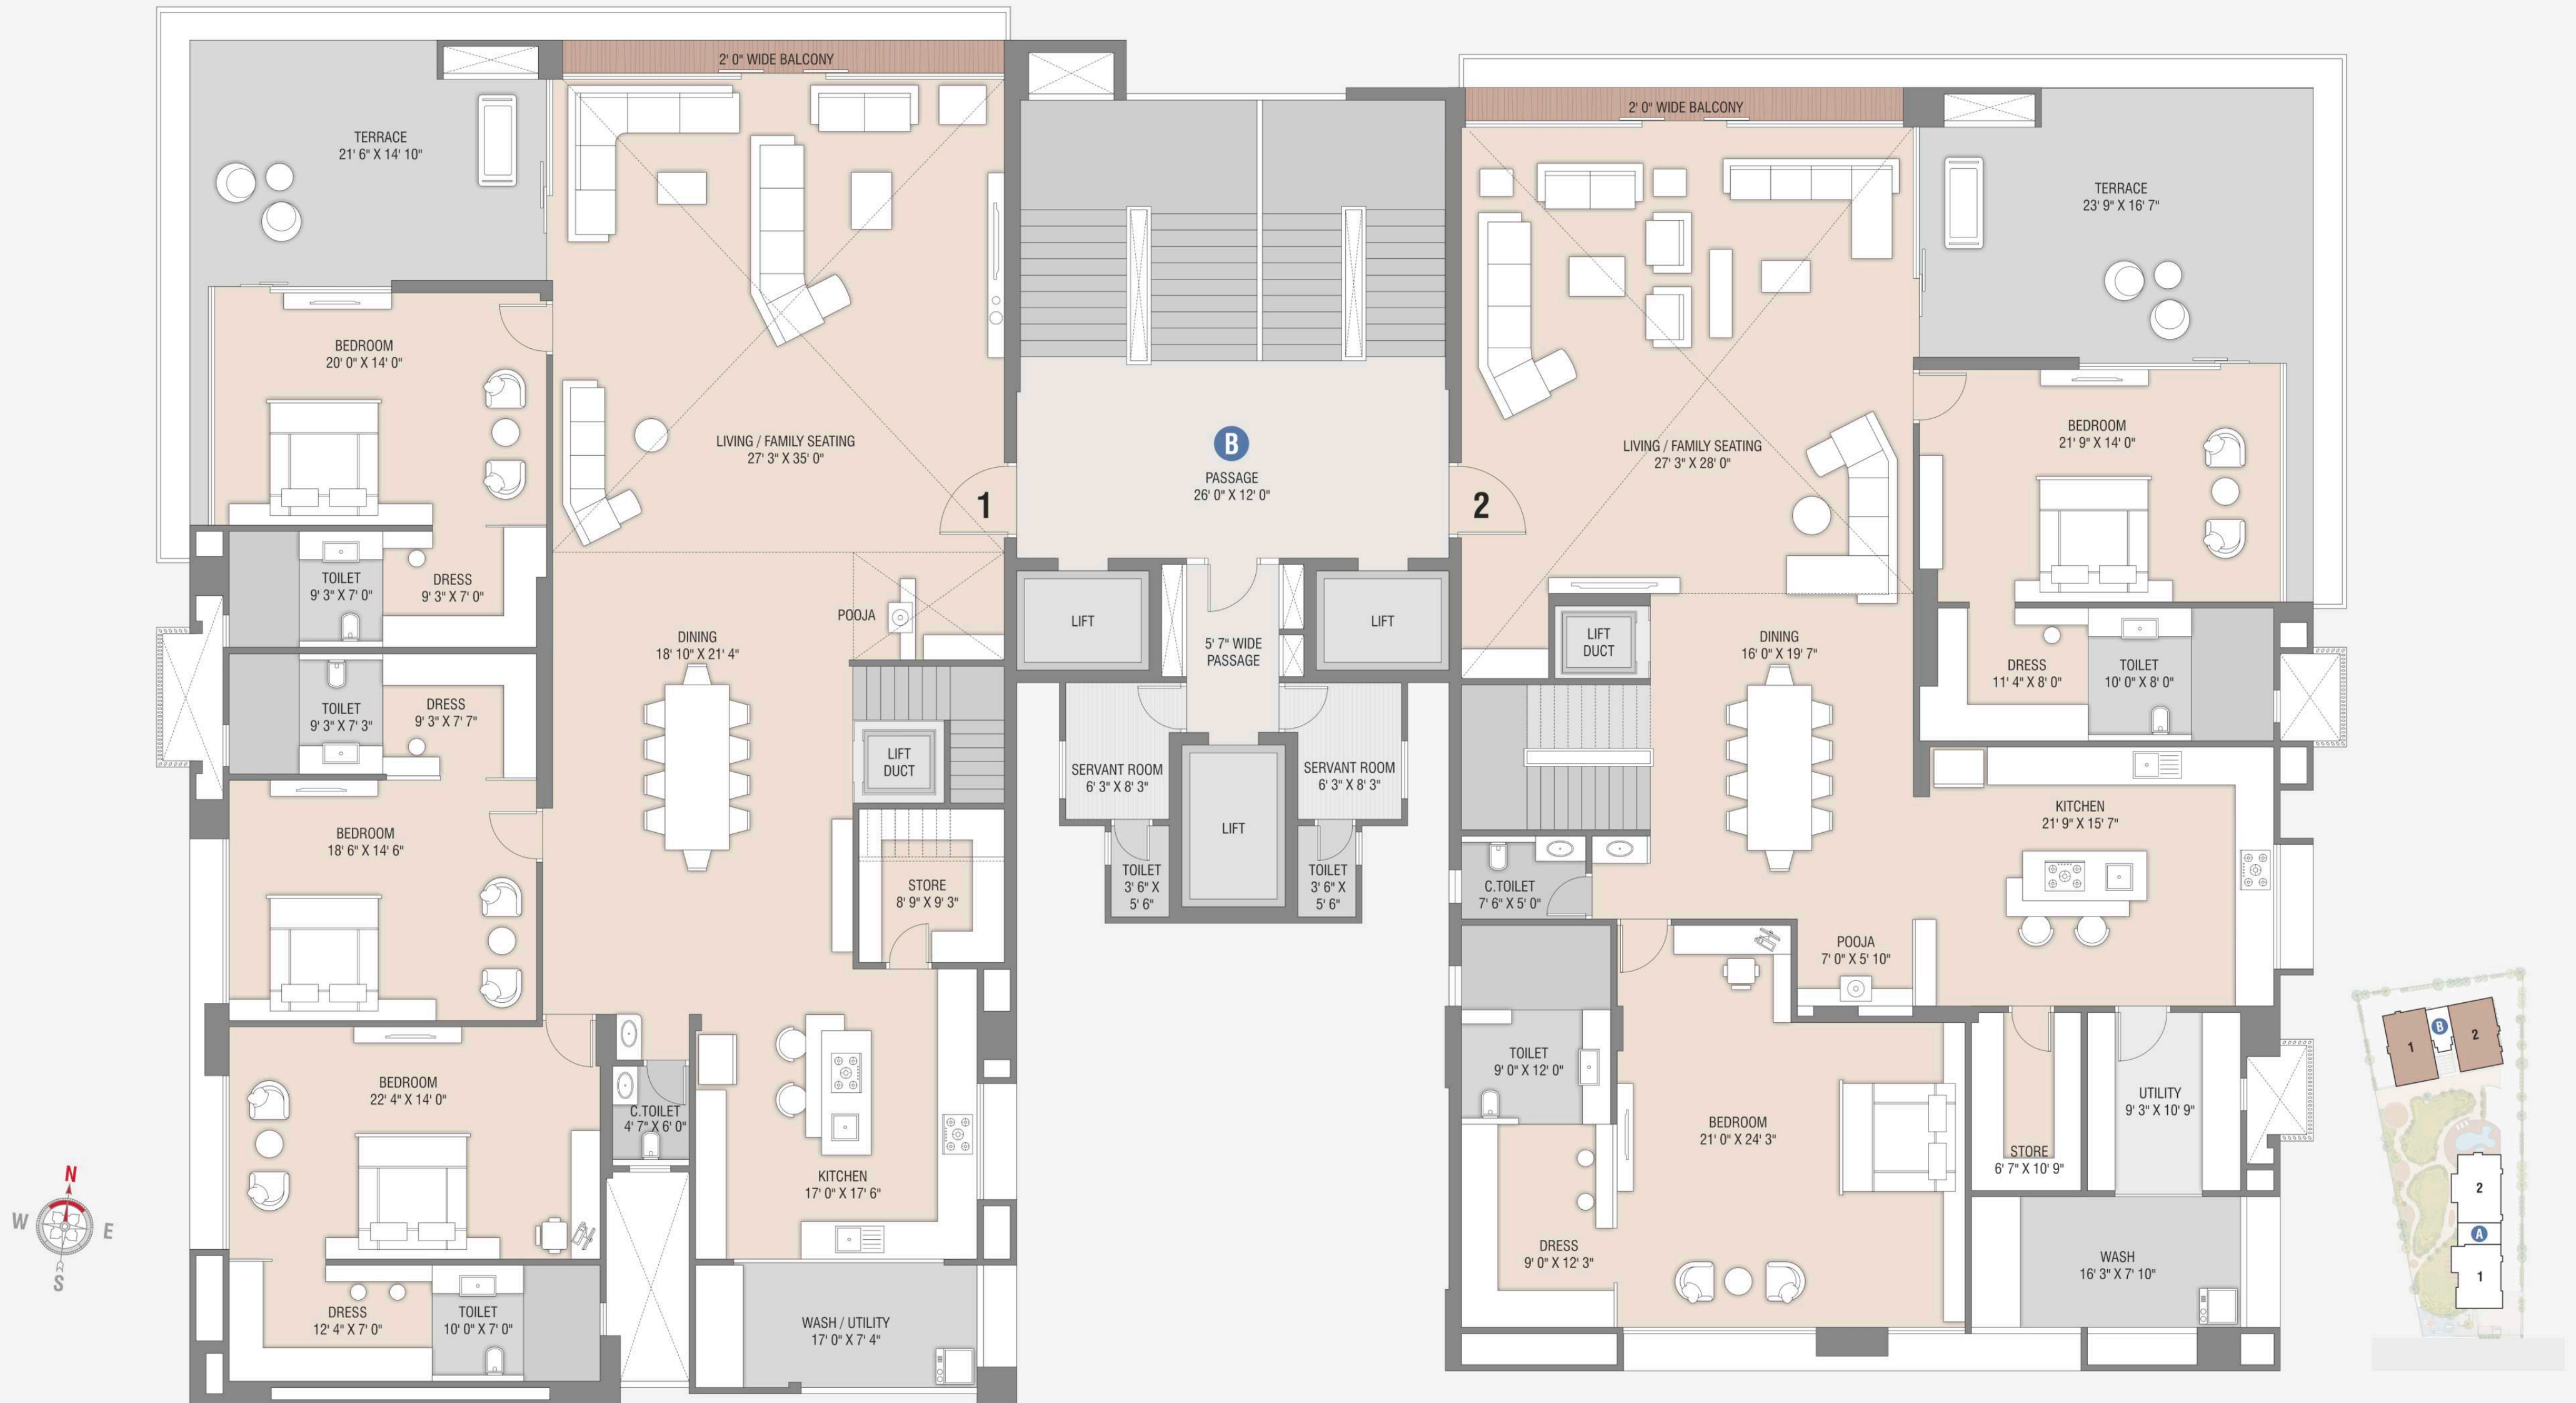 2' 0" WIDE BALCONY
TERRACE
21' 6" X 14' 10"
BEDROOM
20' 0" X 14' 0"
LIVING / FAMILY SEATING
27' 3" X 35' 0"
1
TOILET
9' 3" X 7' 0"
DRESS
9' 3" X 7' 0"
POOJA
DINING
18' 10" X 21' 4"
TOILET
9' 3" X 7' 3"
DRESS
9' 3" X 7' 7"
LIFT
DUCT
BEDROOM
18' 6" X 14' 6"
STORE
8' 9" X 9' 3"
BEDROOM
22' 4" X 14' 0"
C.TOILET
4' 7" X 6' 0"
KITCHEN
17' 0" X 17' 6"
DRESS
12' 4" X 7' 0"
TOILET
10' 0" X 7' 0"
WASH / UTILITY
17' 0" X 7' 4"
B
PASSAGE
26' 0" X 12' 0"
LIFT
LIFT
5' 7" WIDE
PASSAGE
SERVANT ROOM
6' 3" X 8' 3"
SERVANT ROOM
6' 3" X 8' 3"
LIFT
TOILET
3' 6" X
5' 6"
TOILET
3' 6" X
5' 6"
2' 0" WIDE BALCONY
TERRACE
23' 9" X 16' 7"
LIVING / FAMILY SEATING
27' 3" X 28' 0"
BEDROOM
21' 9" X 14' 0"
2
LIFT
DUCT
DINING
16' 0" X 19' 7"
DRESS
11' 4" X 8' 0"
TOILET
10' 0" X 8' 0"
KITCHEN
21' 9" X 15' 7"
C.TOILET
7' 6" X 5' 0"
POOJA
7' 0" X 5' 10"
TOILET
9' 0" X 12' 0"
BEDROOM
21' 0" X 24' 3"
STORE
6' 7" X 10' 9"
UTILITY
9' 3" X 10' 9"
DRESS
9' 0" X 12' 3"
WASH
16' 3" X 7' 10"
N
W
E
S
B
1
2
2
A
1